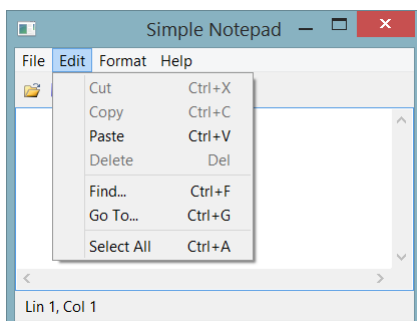 Simple Notepad
File Edit Format Help
Cut Ctrl+X
Copy Ctrl+C
Paste Ctrl+V
Delete Del
Find... Ctrl+F
Go To... Ctrl+G
Select All Ctrl+A
Lin 1, Col 1